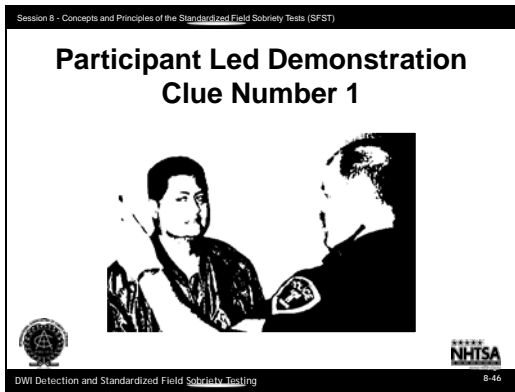 Session 8 - Concepts and Principles of the Standardized Field Sobriety Tests (SFST)
Participant Led Demonstration
Clue Number 1
NHTSA
DWI Detection and Standardized Field Sobriety Testing
8-46